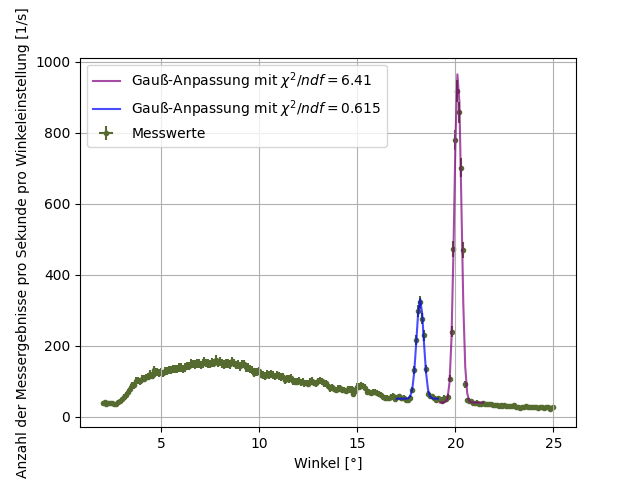 Anzahl der Messergebnisse pro Sekunde pro Winkeleinstellung [1/s]
1000
800
600
400
200
0
Gauß-Anpassung mit χ²/ndf = 6.41
Gauß-Anpassung mit χ²/ndf = 0.615
Messwerte
5 10 15 20 25
Winkel [°]